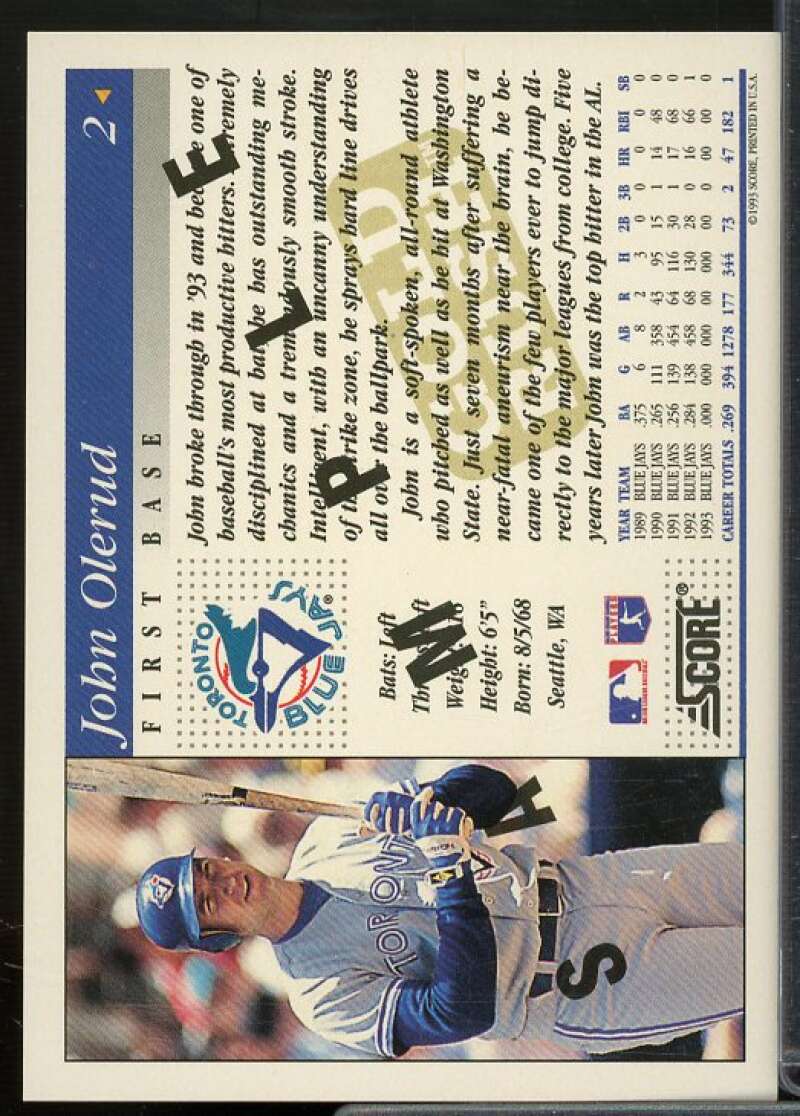 John Olerud 2
FIRST BASE
TORONTO
BLUE JAYS®
Bats: Left
Height: 6'5"
Born: 8/5/68
Seattle, WA
PLAYERS
SCORE®
John broke through in '93 and one of
baseball's most productive hitters.
disciplined at bat, he has outstanding me-
chanics and a smooth stroke.
with an uncanny understanding
of zone, he sprays hard line drives
all the ballpark.
John is a soft-spoken, all-round athlete
who pitched as well as he hit at Washington
State. Just seven months after suffering a
near-fatal aneurism near the brain, he be-
came one of the few players ever to jump di-
rectly to the major leagues from college. Five
years later John was the top hitter in the AL.
GOLD
RUSH
TM
YEAR TEAM BA G AB R H 2B 3B HR RBI SB
1989 BLUE JAYS .375 6 8 2 3 0 0 0 0 0
1990 BLUE JAYS .265 111 358 43 95 15 1 14 48 0
1991 BLUE JAYS .256 139 454 64 116 30 1 17 68 0
1992 BLUE JAYS .284 138 458 68 130 28 0 16 66 1
1993 BLUE JAYS .000 000 000 00 000 00 0 00 00 0
CAREER TOTALS .269 394 1278 177 344 73 2 47 182 1
© 1993 SCORE, PRINTED IN U.S.A.
TORONTO
SAMPLE